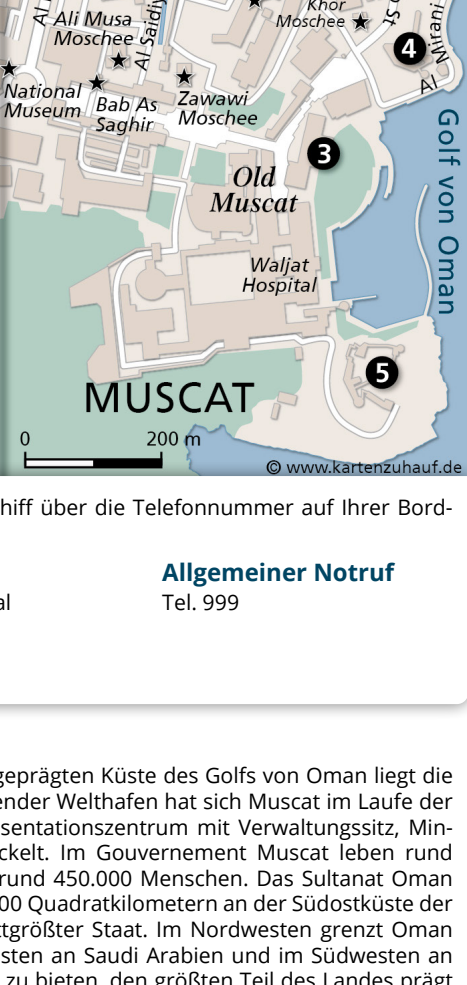 Khor
Moschee
Ali Musa
Moschee
Al Saidiy
4
Al Mirani
National
Museum
Bab As
Saghir
Zawawi
Moschee
3
Golf von Oman
Old
Muscat
Waljat
Hospital
5
MUSCAT
0 200 m
© www.kartenzuhauf.de
hiff über die Telefonnummer auf Ihrer Bord-
Allgemeiner Notruf
al Tel. 999
geprägten Küste des Golfs von Oman liegt die
ender Welthafen hat sich Muscat im Laufe der
sentationszentrum mit Verwaltungssitz, Min-
ckelt. Im Gouvernement Muscat leben rund
rund 450.000 Menschen. Das Sultanat Oman
00 Quadratkilometern an der Südostküste der
ttgrößter Staat. Im Nordwesten grenzt Oman
sten an Saudi Arabien und im Südwesten an
zu bieten, den größten Teil des Landes prägt